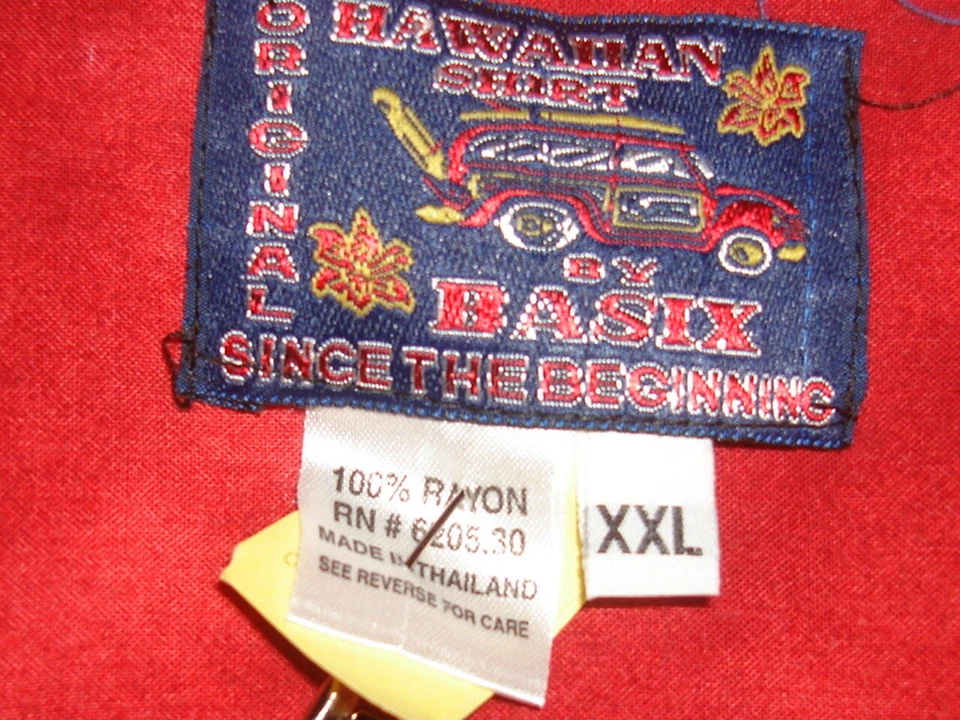 ORIGINAL
HAWAIIAN
SHIRT
BY
BASIX
SINCE THE BEGINNING
100% RAYON
RN # 6205.30
MADE IN THAILAND
SEE REVERSE FOR CARE
XXL